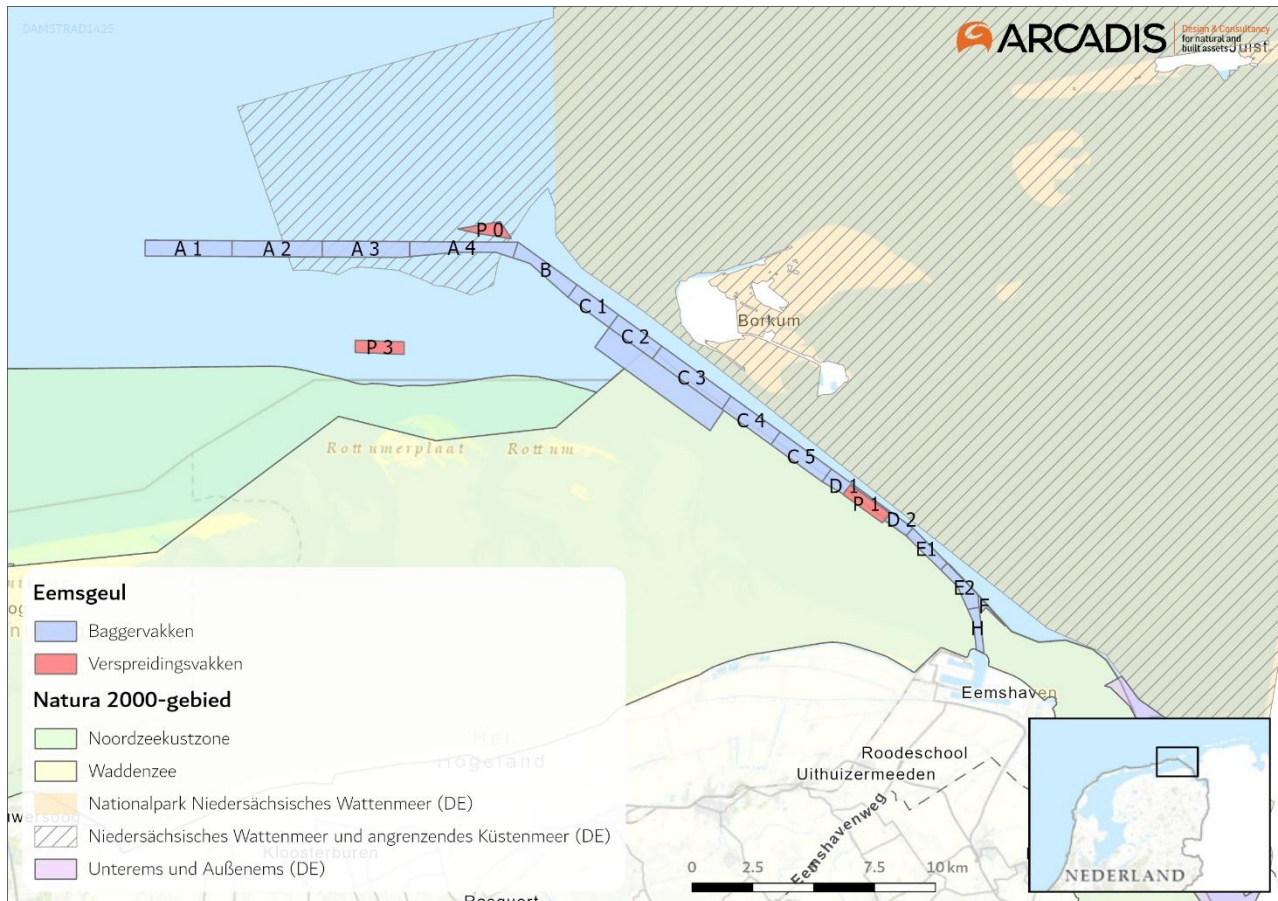 DAMSTRAD1425
ARCADIS
Design & Consultancy
for natural and
built assets
Juist
P 0
A 1
A 2
A 3
A 4
B
C 1
Borkum
C 2
P 3
C 3
C 4
Rottumerplaat
Rottum
C 5
D 1
P 1
D 2
E1
E2
F
H
Eemshaven
Eemsgeul
Baggervakken
Verspreidingsvakken
Natura 2000-gebied
Noordzeekustzone
Waddenzee
Nationalpark Niedersächsisches Wattenmeer (DE)
Niedersächsisches Wattenmeer und angrenzendes Küstenmeer (DE)
Unterems und Außenems (DE)
Het
Hogeland
Kloosterburen
Roodeschool
Uithuizermeeden
Eemshavenweg
0 2.5 5 7.5 10 km
NEDERLAND